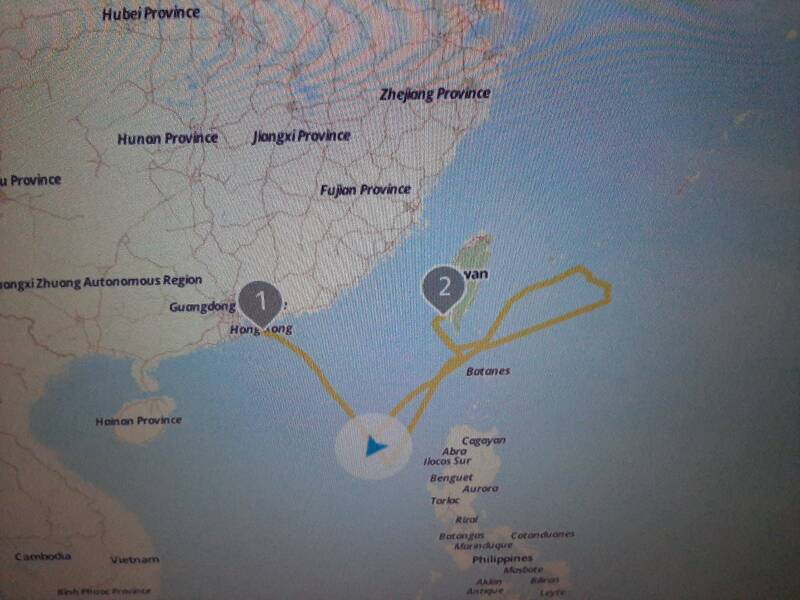 Hubei Province
Zhejiang Province
Hunan Province
Jiangxi Province
u Province
Fujian Province
angxi Zhuang Autonomous Region
2
wan
1
Guangdong
Hong Kong
Batanes
Hainan Province
Cagayan
Abra
Ilocos Sur
Benguet
Aurora
Tarlac
Rizal
Batangas
Catanduanes
Marinduque
Cambodia
Vietnam
Philippines
Masbate
Aklan
Biliran
Binh Phuoc Province
Antique
Leyte